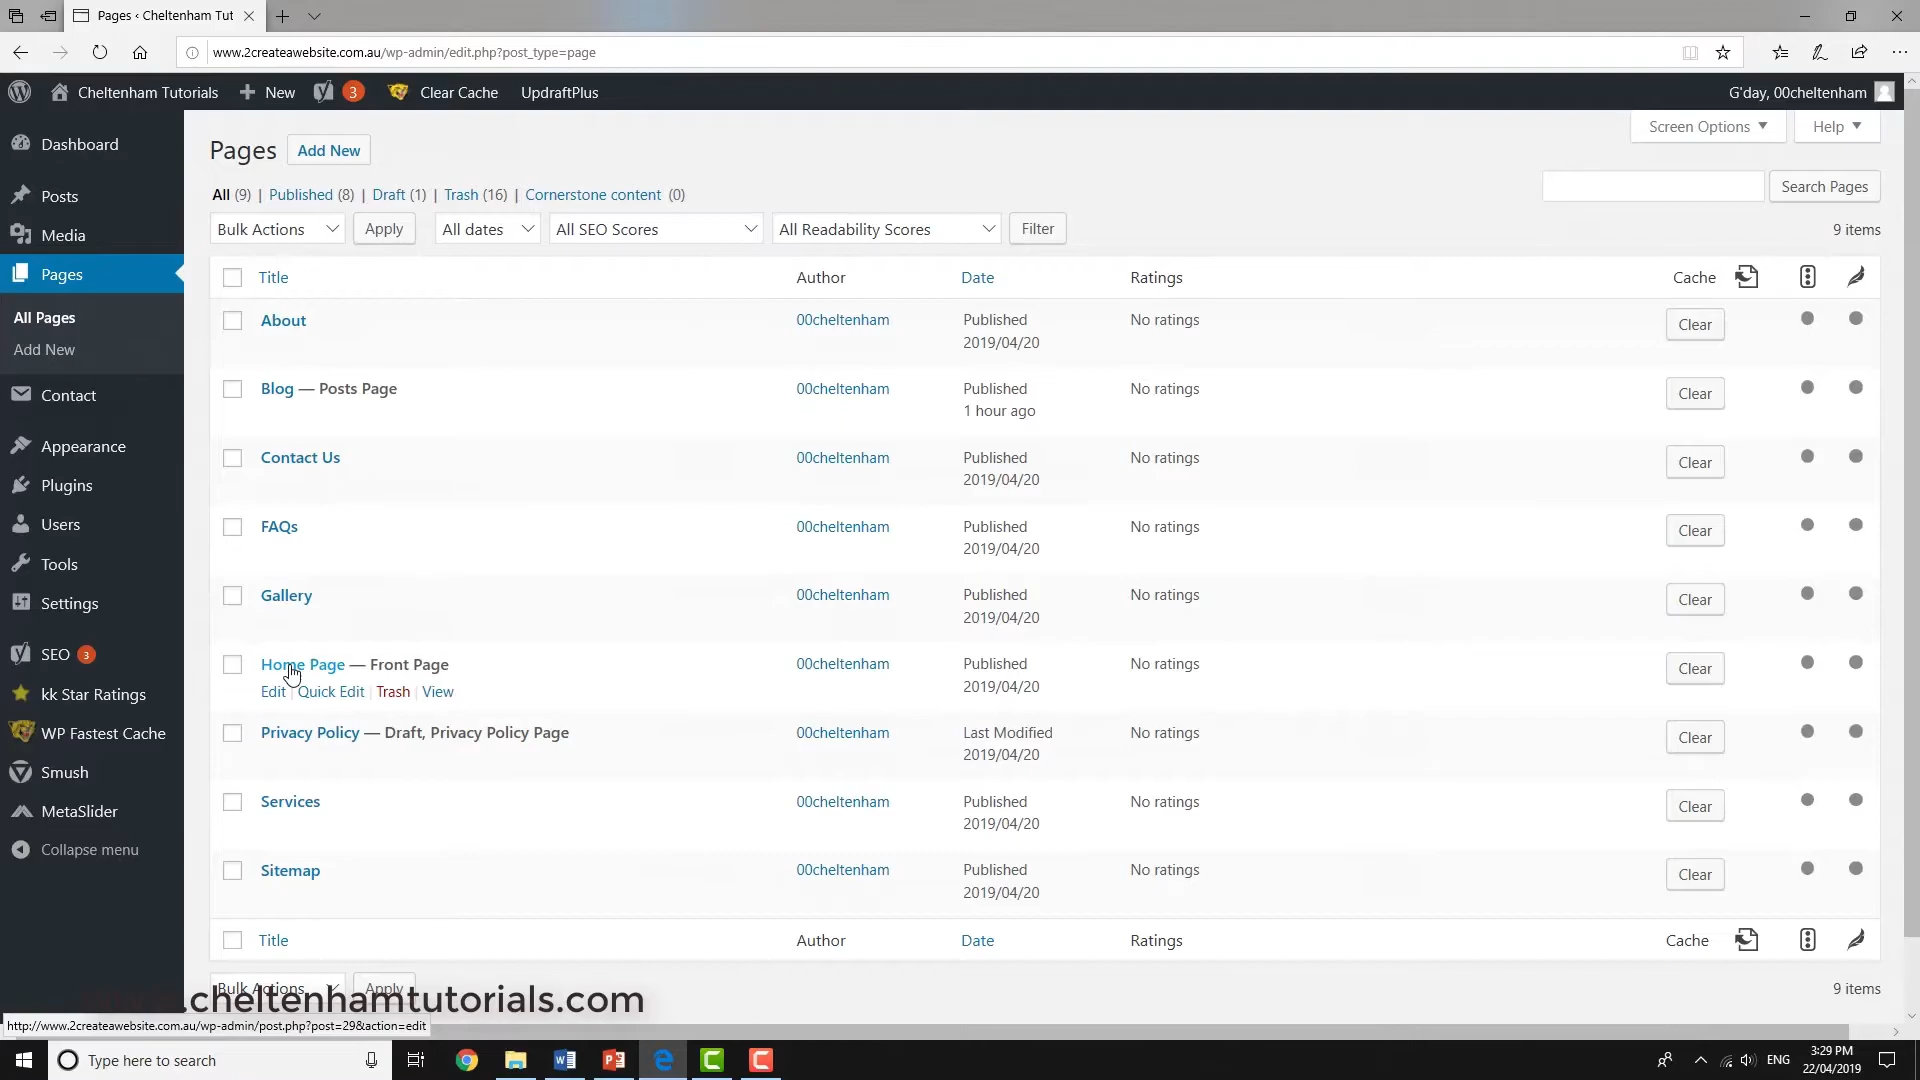 Pages ‹ Cheltenham Tut
www.2createawebsite.com.au/wp-admin/edit.php?post_type=page
Cheltenham Tutorials New 3 Clear Cache UpdraftPlus G'day, 00cheltenham
Screen Options Help
Dashboard
Posts
Media
Pages
All Pages
Add New
Contact
Appearance
Plugins
Users
Tools
Settings
SEO 3
kk Star Ratings
WP Fastest Cache
Smush
MetaSlider
Collapse menu
Pages Add New
All (9) | Published (8) | Draft (1) | Trash (16) | Cornerstone content (0)
Search Pages
Bulk Actions Apply All dates All SEO Scores All Readability Scores Filter 9 items
Title Author Date Ratings Cache
About 00cheltenham Published No ratings Clear
2019/04/20
Blog — Posts Page 00cheltenham Published No ratings Clear
1 hour ago
Contact Us 00cheltenham Published No ratings Clear
2019/04/20
FAQs 00cheltenham Published No ratings Clear
2019/04/20
Gallery 00cheltenham Published No ratings Clear
2019/04/20
Home Page — Front Page 00cheltenham Published No ratings Clear
2019/04/20
Edit | Quick Edit | Trash | View
Privacy Policy — Draft, Privacy Policy Page 00cheltenham Last Modified No ratings Clear
2019/04/20
Services 00cheltenham Published No ratings Clear
2019/04/20
Sitemap 00cheltenham Published No ratings Clear
2019/04/20
Title Author Date Ratings Cache
Bulk Actions Apply 9 items
.cheltenhamtutorials.com
http://www.2createawebsite.com.au/wp-admin/post.php?post=29&action=edit
Type here to search
ENG
3:29 PM
22/04/2019